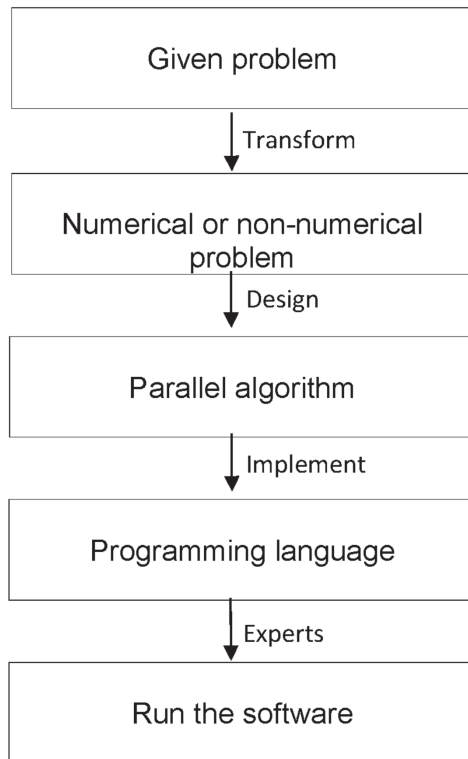 Given problem
Transform
Numerical or non-numerical
problem
Design
Parallel algorithm
Implement
Programming language
Experts
Run the software